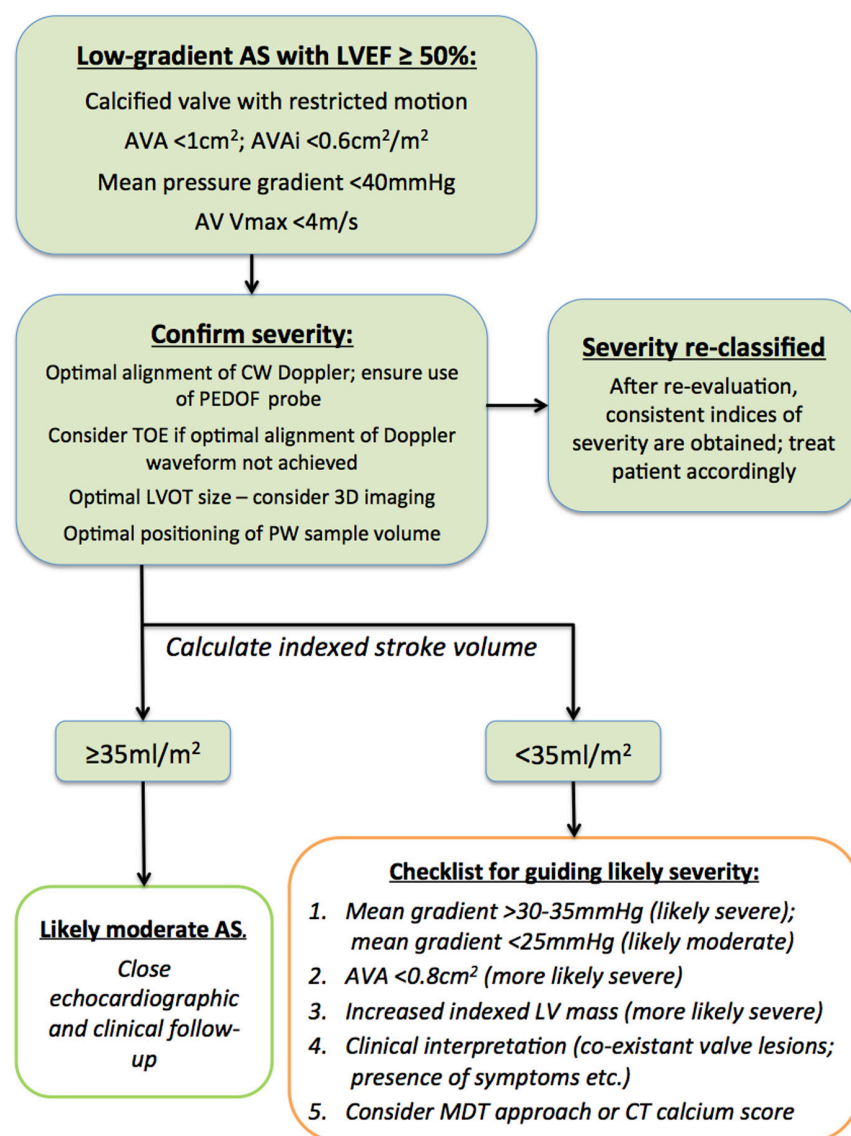 Low-gradient AS with LVEF ≥ 50%:
Calcified valve with restricted motion
AVA <1cm²; AVAi <0.6cm²/m²
Mean pressure gradient <40mmHg
AV Vmax <4m/s
Confirm severity:
Optimal alignment of CW Doppler; ensure use
of PEDOF probe
Consider TOE if optimal alignment of Doppler
waveform not achieved
Optimal LVOT size – consider 3D imaging
Optimal positioning of PW sample volume
Severity re-classified
After re-evaluation,
consistent indices of
severity are obtained; treat
patient accordingly
Calculate indexed stroke volume
≥35ml/m²
<35ml/m²
Likely moderate AS.
Close
echocardiographic
and clinical follow-
up
Checklist for guiding likely severity:
1. Mean gradient >30-35mmHg (likely severe);
mean gradient <25mmHg (likely moderate)
2. AVA <0.8cm² (more likely severe)
3. Increased indexed LV mass (more likely severe)
4. Clinical interpretation (co-existant valve lesions;
presence of symptoms etc.)
5. Consider MDT approach or CT calcium score